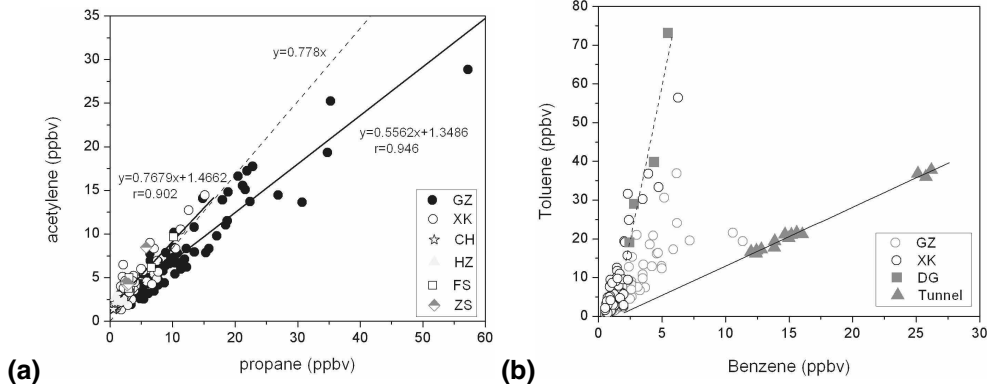 35
30
25
20
15
10
5
0
acetylene (ppbv)
y=0.778x
y=0.5562x+1.3486
r=0.946
y=0.7679x+1.4662
r=0.902
GZ
XK
CH
HZ
FS
ZS
0 10 20 30 40 50 60
propane (ppbv)
(a)
80
70
60
50
40
30
20
10
0
Toluene (ppbv)
GZ
XK
DG
Tunnel
0 5 10 15 20 25 30
Benzene (ppbv)
(b)